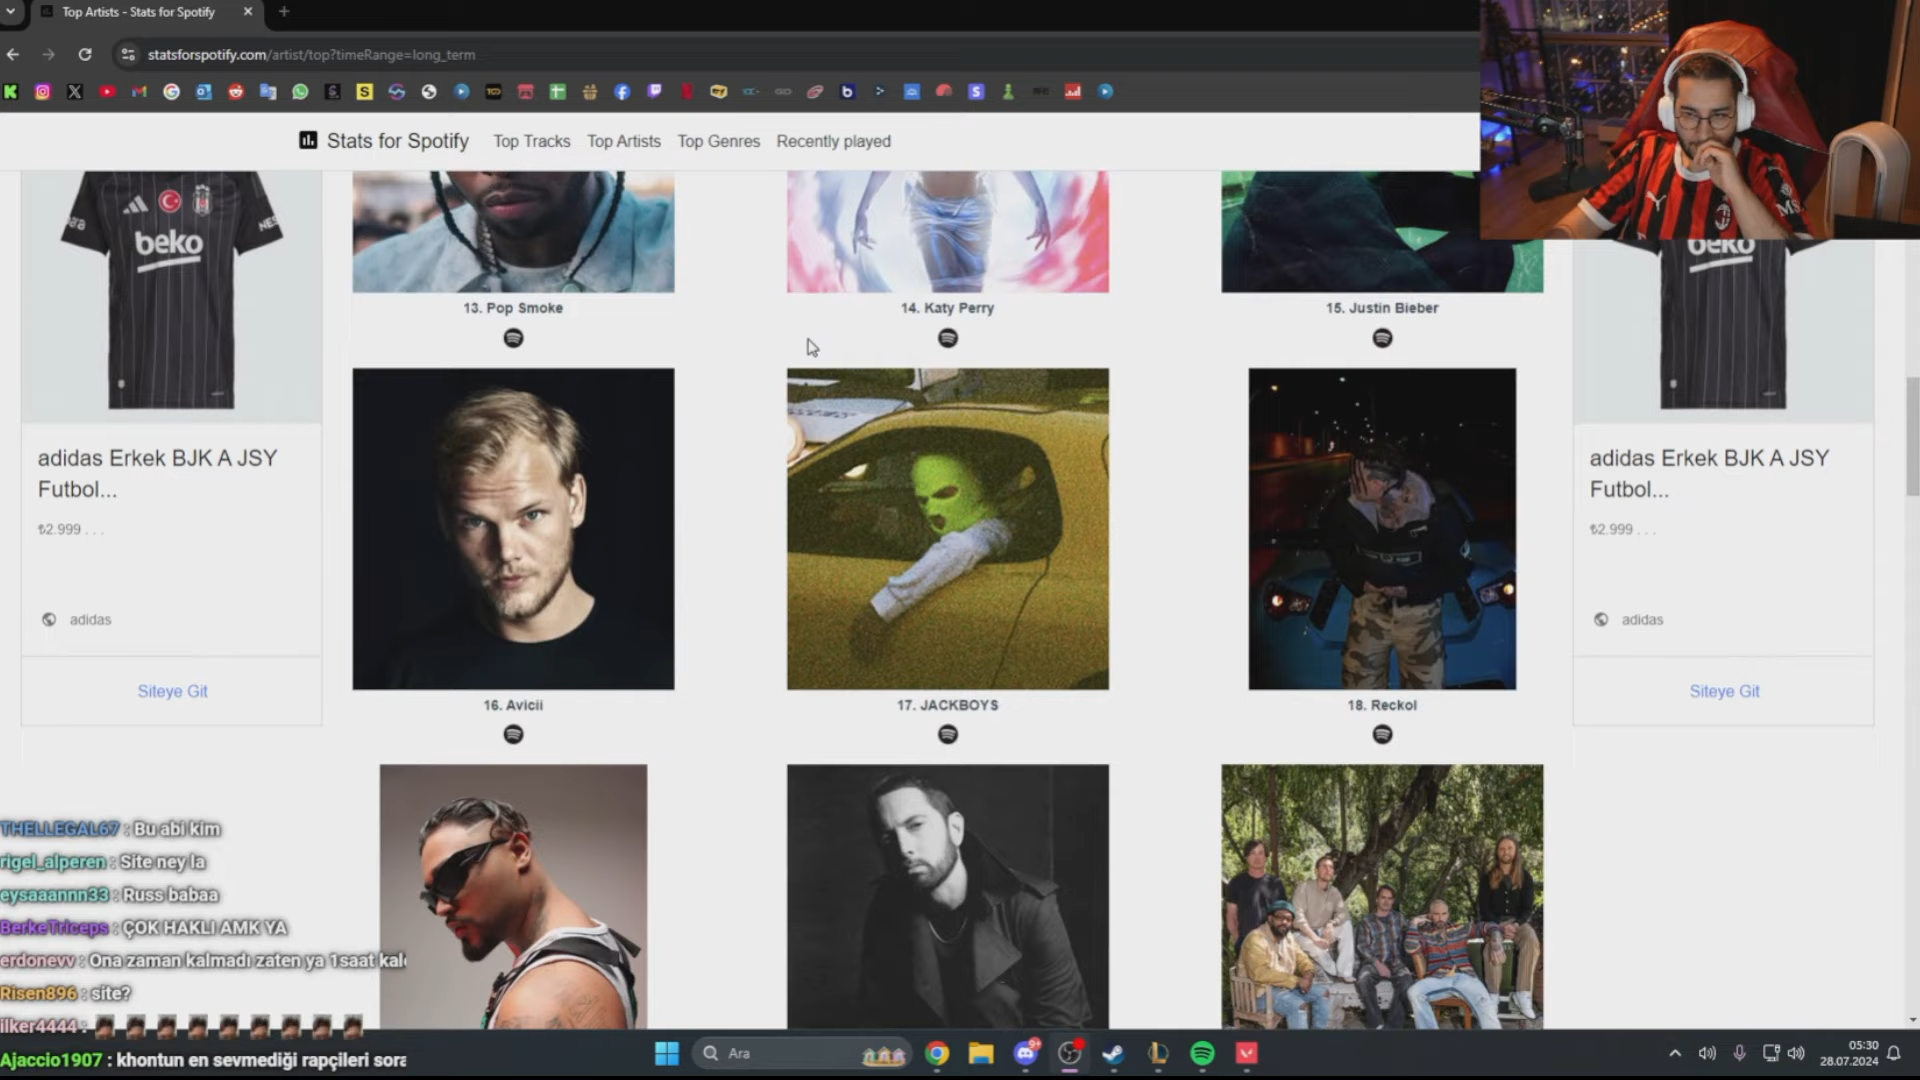 Top Artists - Stats for Spotify
statsforspotify.com/artist/top?timeRange=long_term
Stats for Spotify
Top Tracks
Top Artists
Top Genres
Recently played
beko
beko
13. Pop Smoke
14. Katy Perry
15. Justin Bieber
adidas Erkek BJK A JSY
Futbol...
₺2.999 . . .
adidas
Siteye Git
adidas Erkek BJK A JSY
Futbol...
₺2.999 . . .
adidas
Siteye Git
16. Avicii
17. JACKBOYS
18. Reckol
THELLEGAL67 : Bu abi kim
rigel_alperen : Site ney la
eysaaannn33 : Russ babaa
BerkeTriceps : ÇOK HAKLI AMK YA
erdonevv : Ona zaman kalmadı zaten ya 1saat kal
Risen896 : site?
ilker4444 :
Ajaccio1907 : khontun en sevmediği rapçileri sora
Ara
05:30
28.07.2024